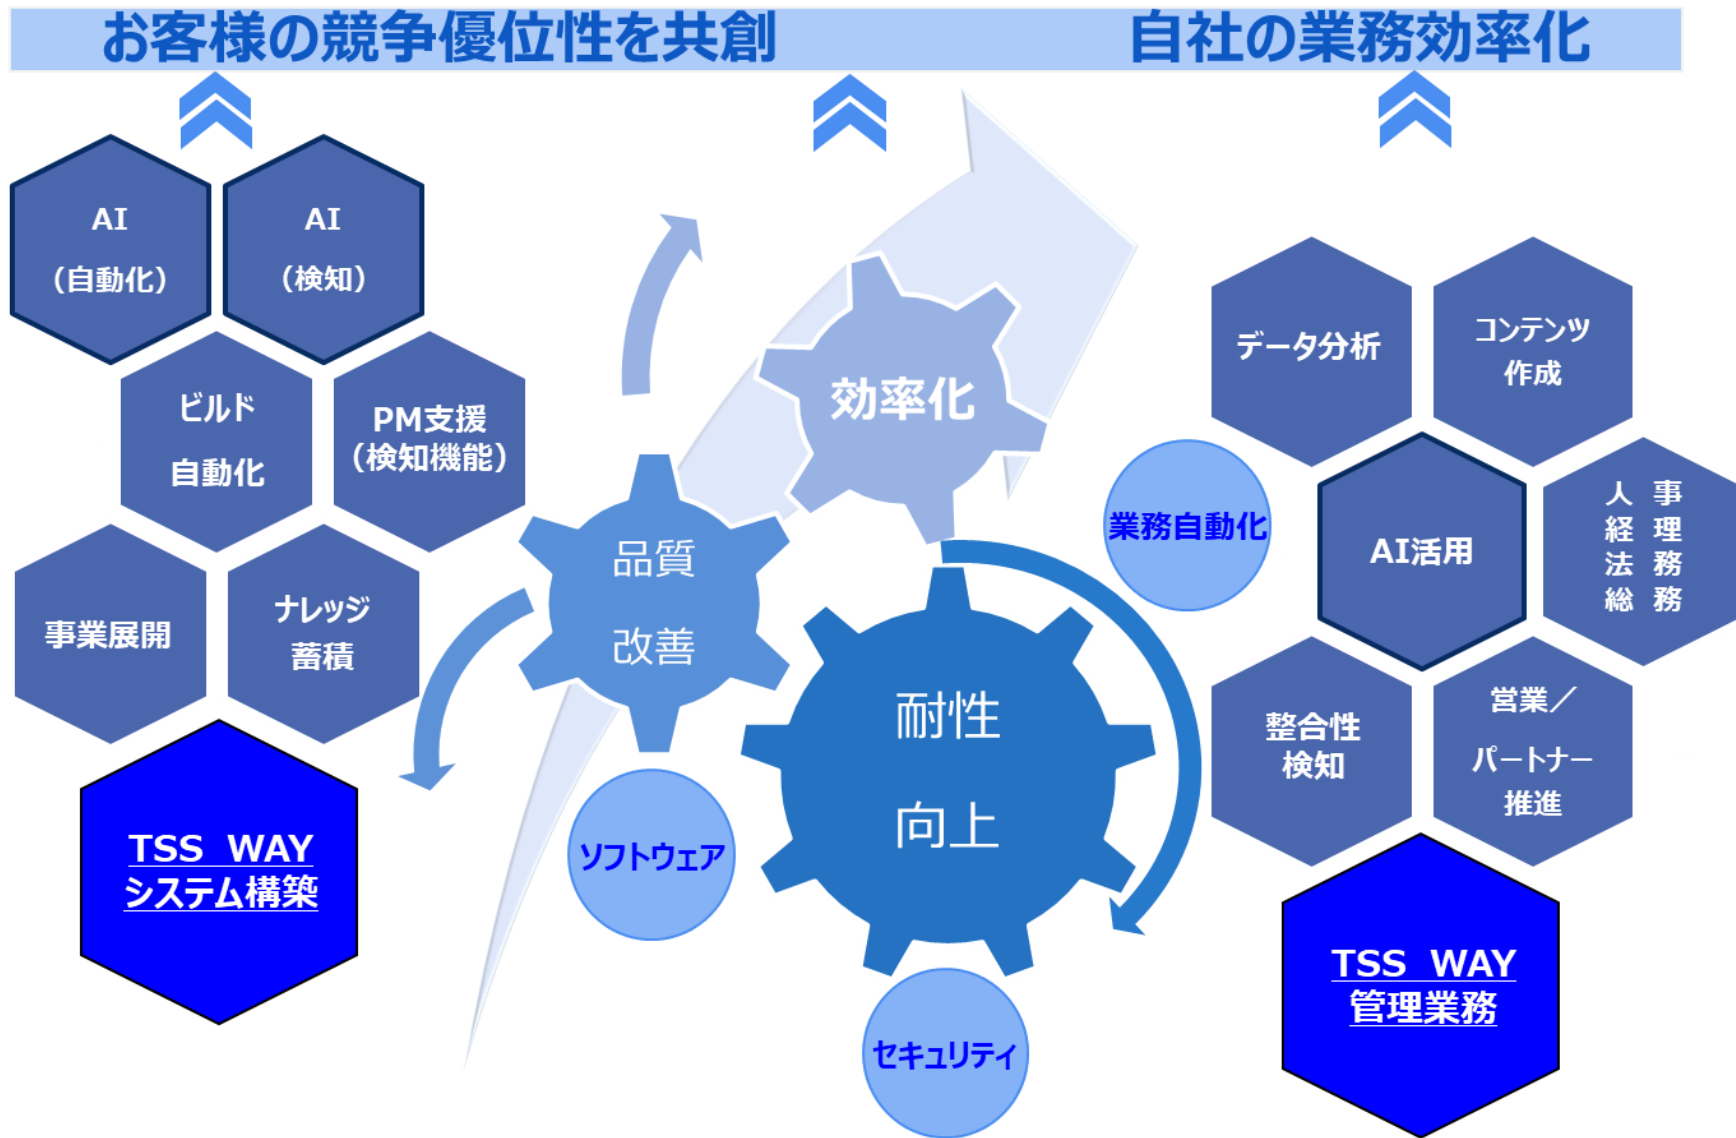 お客様の競争優位性を共創
自社の業務効率化
AI
（自動化）
AI
（検知）
ビルド
自動化
PM支援
（検知機能）
事業展開
ナレッジ
蓄積
TSS WAY
システム構築
効率化
品質
改善
耐性
向上
ソフトウェア
セキュリティ
業務自動化
データ分析
コンテンツ
作成
AI活用
人事
経理
法務
総務
整合性
検知
営業／
パートナー
推進
TSS WAY
管理業務